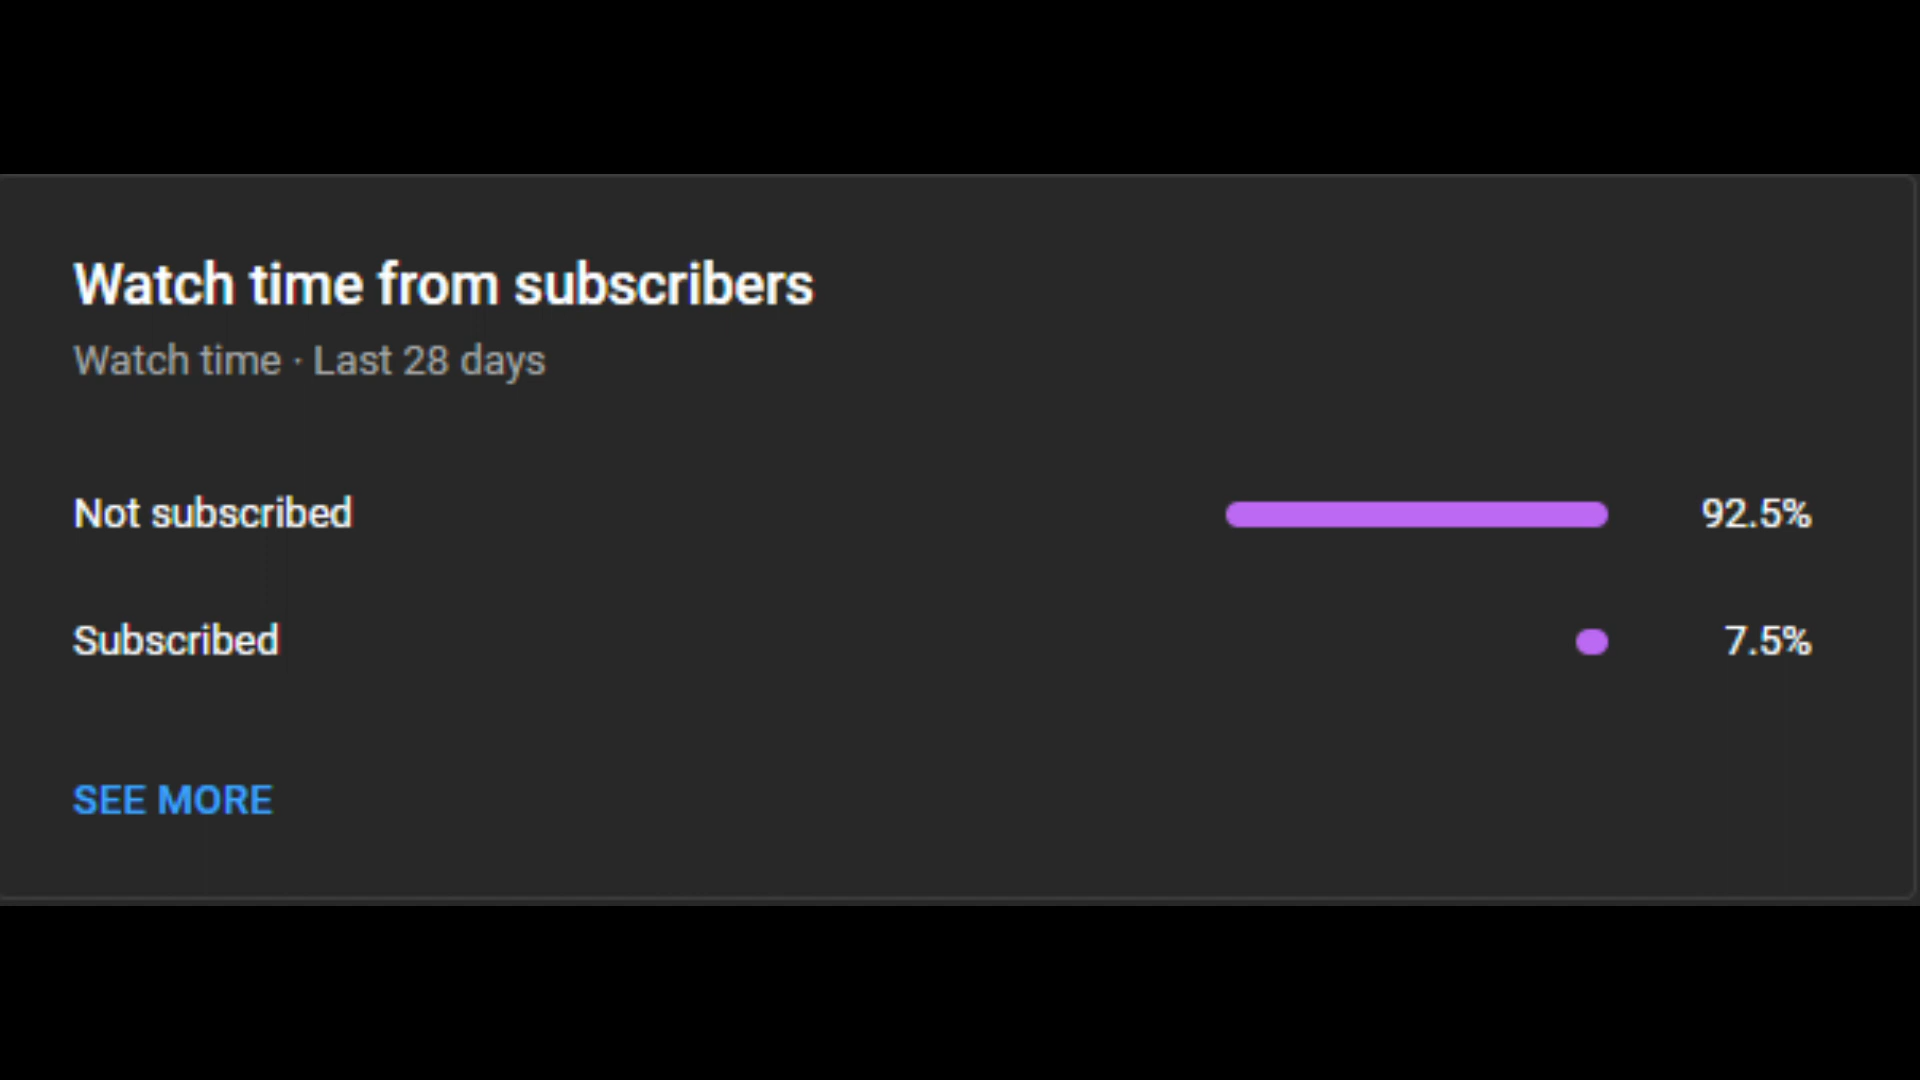 Watch time from subscribers
Watch time · Last 28 days
Not subscribed 92.5%
Subscribed 7.5%
SEE MORE